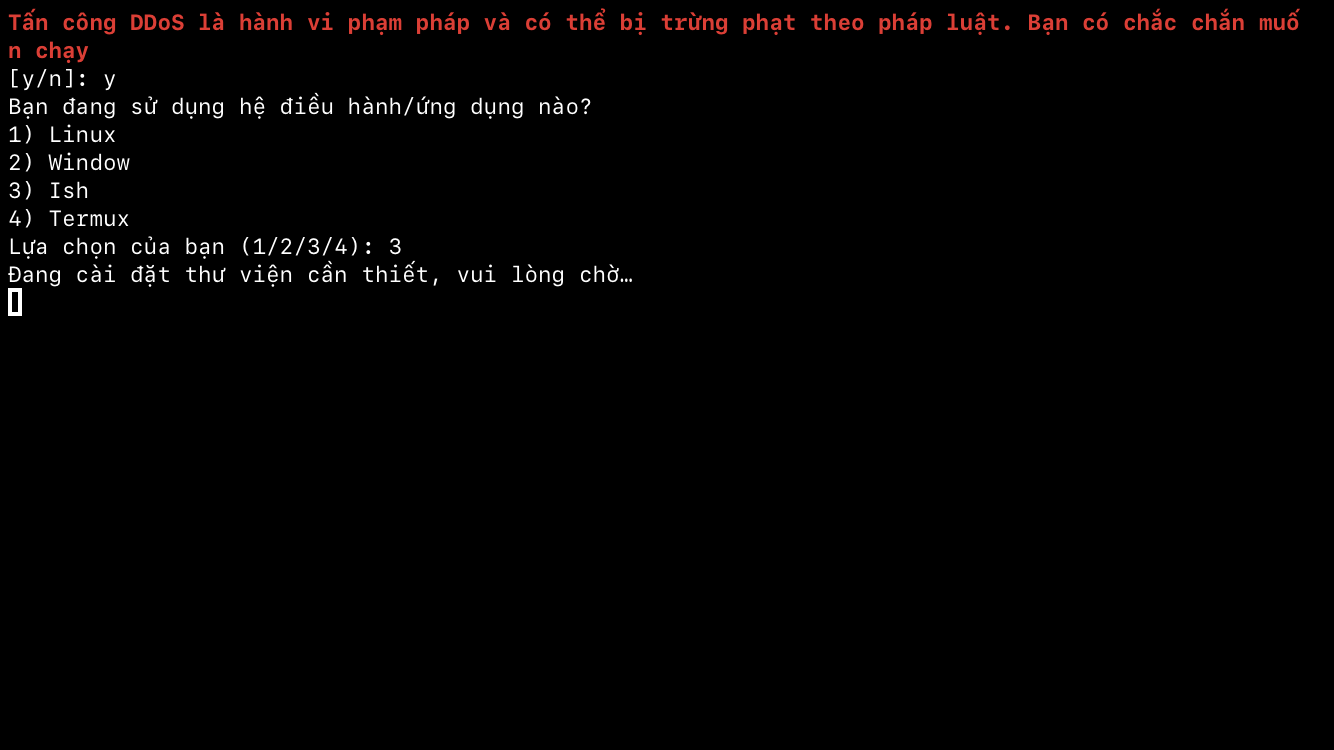 Tấn công DDoS là hành vi phạm pháp và có thể bị trừng phạt theo pháp luật. Bạn có chắc chắn muố
n chạy
[y/n]: y
Bạn đang sử dụng hệ điều hành/ứng dụng nào?
1) Linux
2) Window
3) Ish
4) Termux
Lựa chọn của bạn (1/2/3/4): 3
Đang cài đặt thư viện cần thiết, vui lòng chờ…